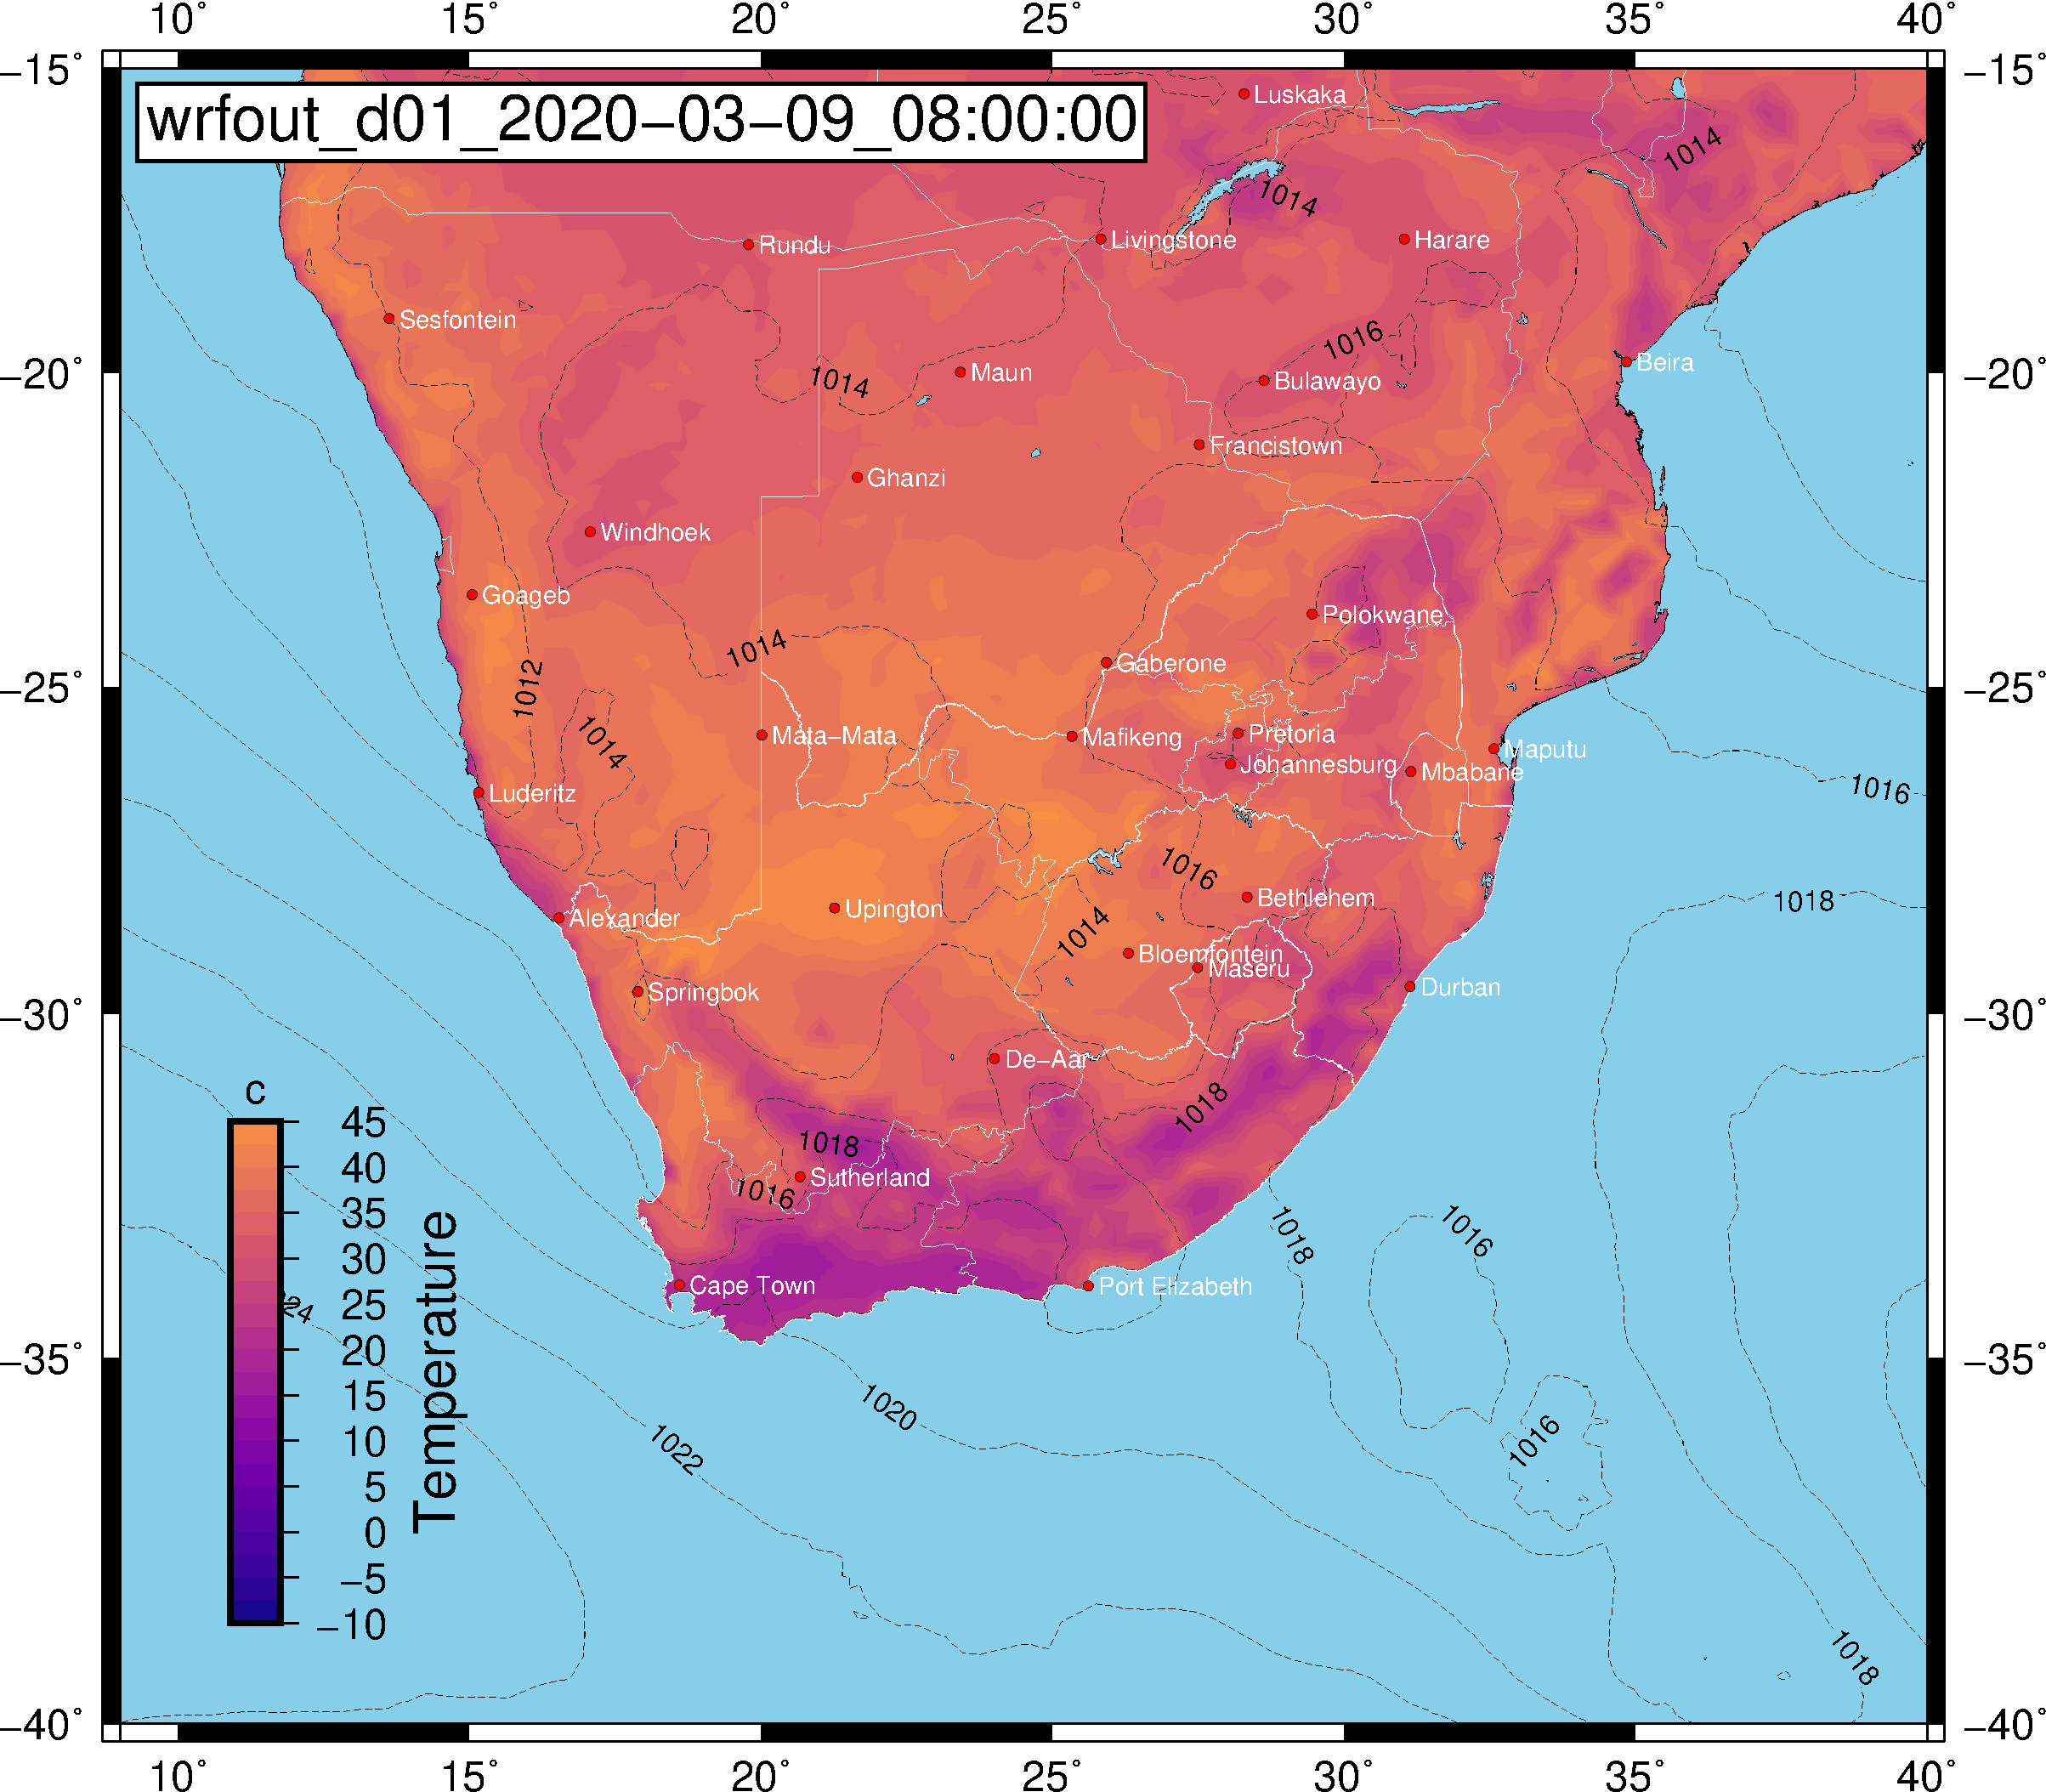 10° 15° 20° 25° 30° 35° 40°
−15° −15°
wrfout_d01_2020−03−09_08:00:00
Luskaka
1014
1014
Rundu
Livingstone
Harare
Sesfontein
1016
Beira
−20° −20°
1014
Maun
Bulawayo
Francistown
Ghanzi
Windhoek
Goageb
Polokwane
1014
Gaberone
−25° −25°
1012
1014
Mata−Mata
Mafikeng
Pretoria
Maputu
Johannesburg
Mbabane
1016
Luderitz
1016
Bethlehem
1018
Alexander
Upington
1014
Bloemfontein
Maseru
Springbok
Durban
−30° −30°
De−Aar
1018
1018
Sutherland
1016
1018
1016
Cape Town
Port Elizabeth
24
−35° −35°
1020
1022
1016
1018
c
45
40
35
30
25
20
15
10
5
0
−5
−10
Temperature
−40° −40°
10° 15° 20° 25° 30° 35° 40°